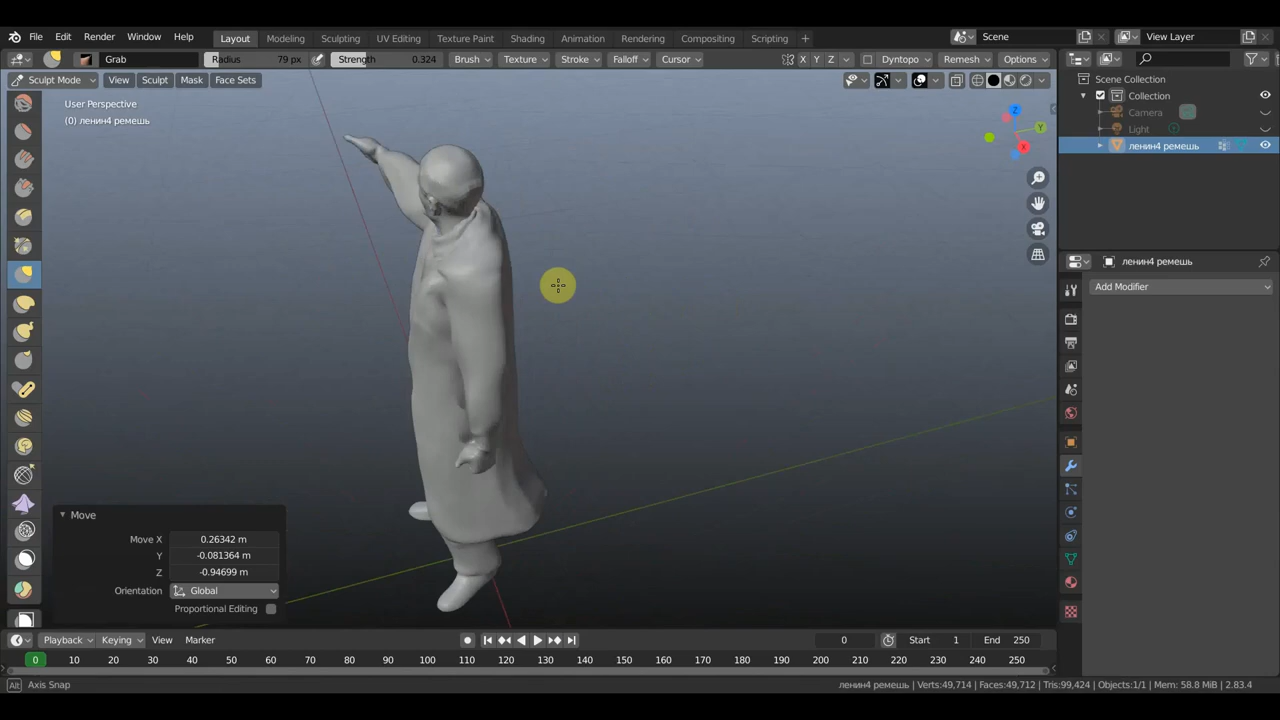 File Edit Render Window Help Layout Modeling Sculpting UV Editing Texture Paint Shading Animation Rendering Compositing Scripting + Scene View Layer
Grab Radius 79 px Strength 0.324 Brush Texture Stroke Falloff Cursor X Y Z Dyntopo Remesh Options
Sculpt Mode View Sculpt Mask Face Sets
Scene Collection
Collection
Camera
Light
ленин4 ремешь
User Perspective
(0) ленин4 ремешь
Z
Y
X
ленин4 ремешь
Add Modifier
Move
Move X 0.26342 m
Y -0.081364 m
Z -0.94699 m
Orientation Global
Proportional Editing
Playback Keying View Marker 0 Start 1 End 250
0 10 20 30 40 50 60 70 80 90 100 110 120 130 140 150 160 170 180 190 200 210 220 230 240 250
Alt Axis Snap ленин4 ремешь | Verts:49,714 | Faces:49,712 | Tris:99,424 | Objects:1/1 | Mem: 58.8 MiB | 2.83.4